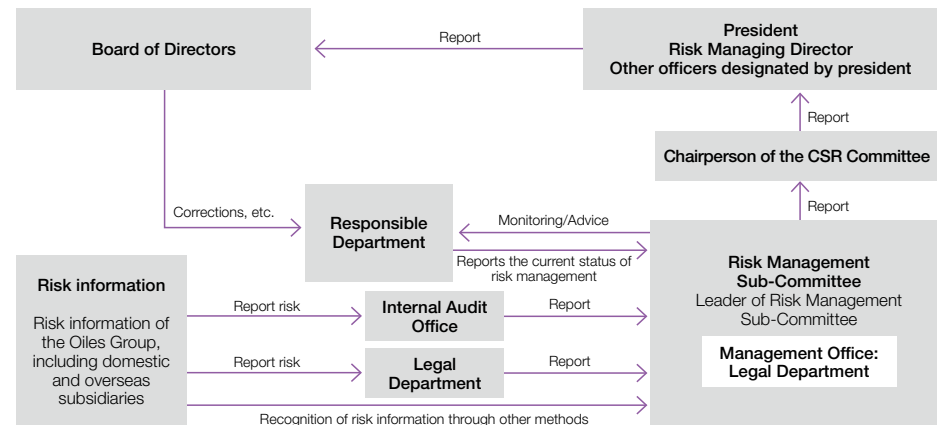 Board of Directors
Report
President
Risk Managing Director
Other officers designated by president
Report
Chairperson of the CSR Committee
Report
Corrections, etc.
Responsible
Department
Monitoring/Advice
Reports the current status of
risk management
Risk information
Risk information of
the Oiles Group,
including domestic
and overseas
subsidiaries
Report risk
Internal Audit
Office
Report
Report risk
Legal
Department
Report
Recognition of risk information through other methods
Risk Management
Sub-Committee
Leader of Risk Management
Sub-Committee
Management Office:
Legal Department